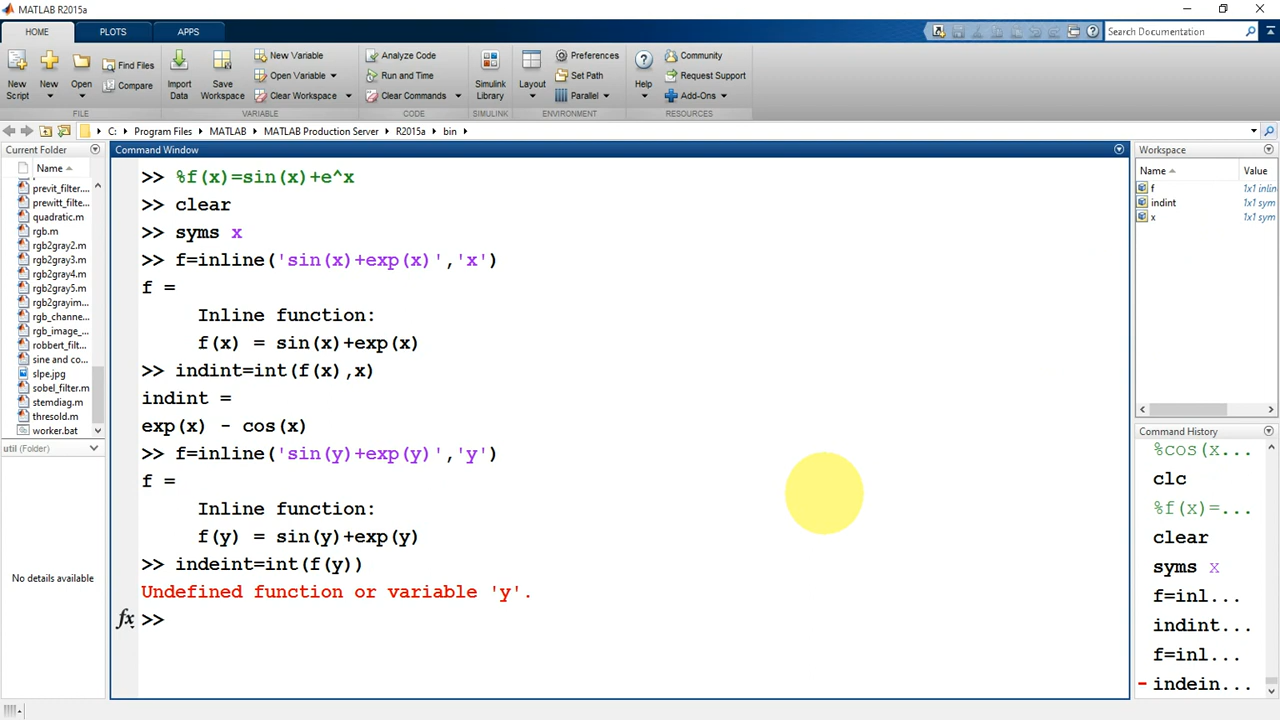 MATLAB R2015a
HOME PLOTS APPS Search Documentation
New Script New Open Find Files Compare Import Data Save Workspace New Variable Open Variable Clear Workspace Analyze Code Run and Time Clear Commands Simulink Library Layout Preferences Set Path Parallel Help Community Request Support Add-Ons
FILE VARIABLE CODE SIMULINK ENVIRONMENT RESOURCES
C: Program Files MATLAB MATLAB Production Server R2015a bin
Current Folder
Name
previt_filter....
prewitt_filte...
quadratic.m
rgb.m
rgb2gray2.m
rgb2gray3.m
rgb2gray4.m
rgb2gray5.m
rgb2grayim...
rgb_channe...
rgb_image_...
robbert_filt...
sine and co...
slpe.jpg
sobel_filter.m
stemdiag.m
thresold.m
worker.bat
util (Folder)
No details available
Command Window
>> %f(x)=sin(x)+e^x
>> clear
>> syms x
>> f=inline('sin(x)+exp(x)','x')
f =
Inline function:
f(x) = sin(x)+exp(x)
>> indint=int(f(x),x)
indint =
exp(x) - cos(x)
>> f=inline('sin(y)+exp(y)','y')
f =
Inline function:
f(y) = sin(y)+exp(y)
>> indeint=int(f(y))
Undefined function or variable 'y'.
fx >>
Workspace
Name Value
f 1x1 inlin
indint 1x1 sym
x 1x1 sym
Command History
%cos(x...
clc
%f(x)=...
clear
syms x
f=inl...
indint...
f=inl...
indein...